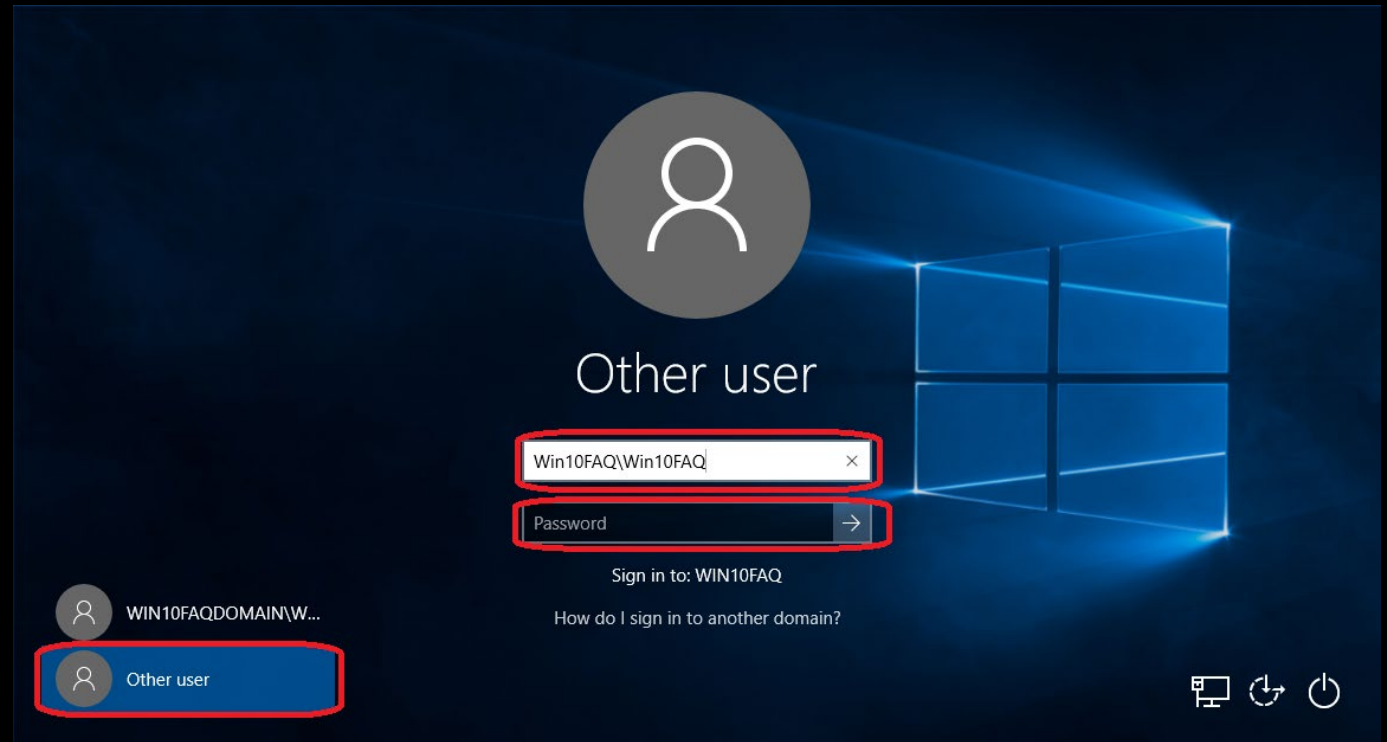 Other user
Win10FAQ\Win10FAQ
Password
Sign in to: WIN10FAQ
How do I sign in to another domain?
WIN10FAQDOMAIN\W...
Other user